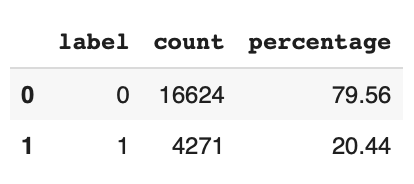 label count percentage
0 0 16624 79.56
1 1 4271 20.44